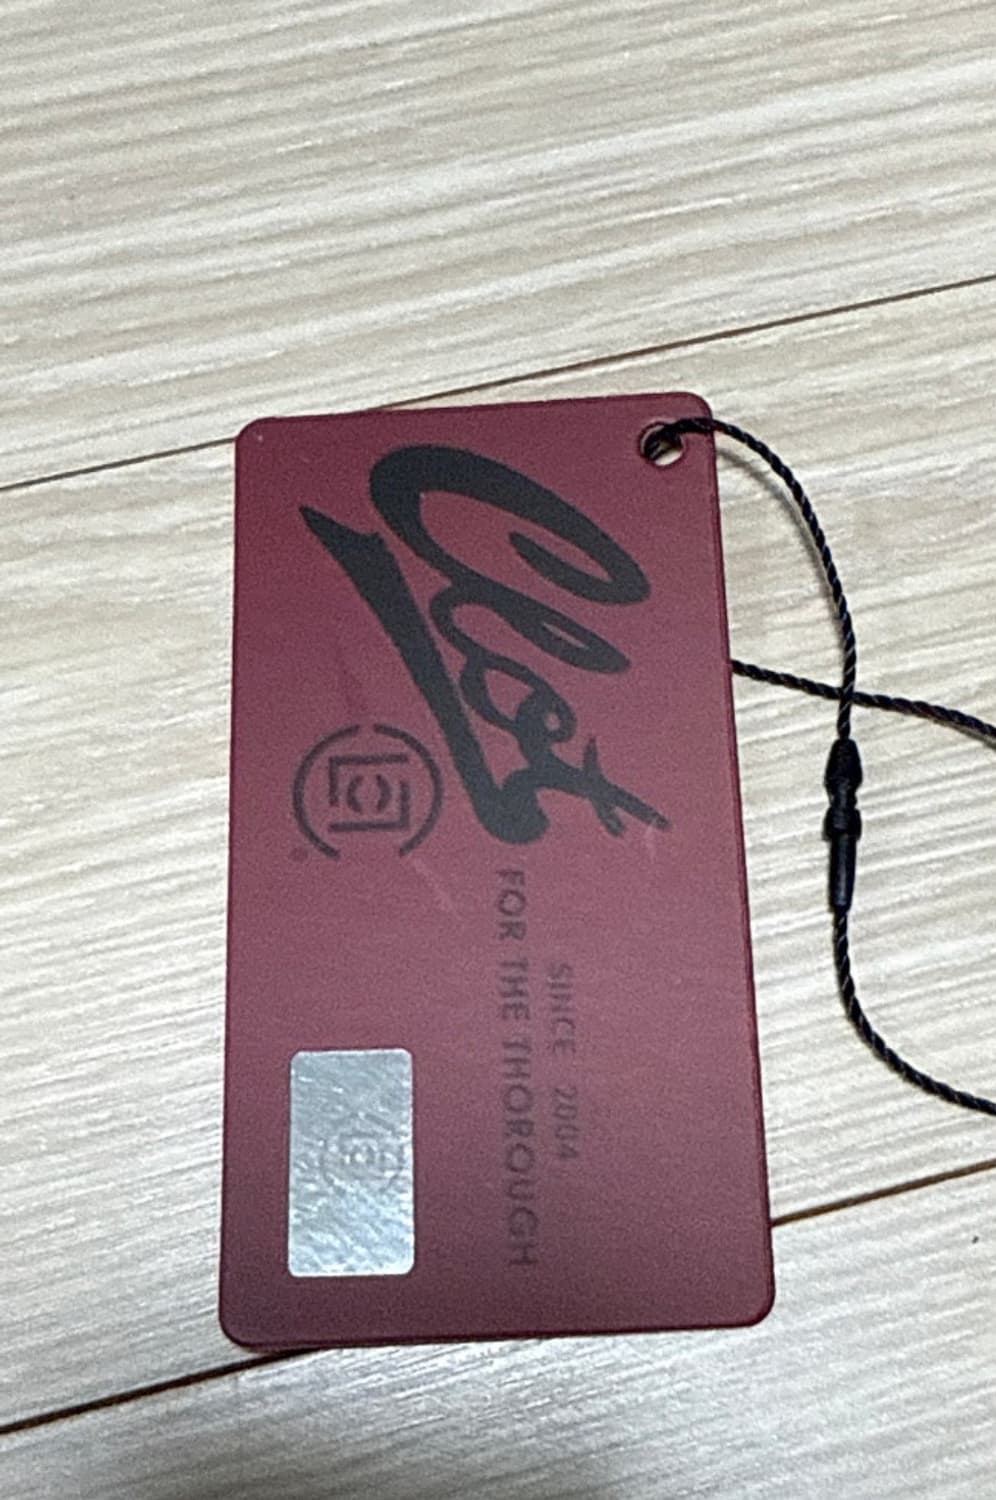 Clot
SINCE 2004
FOR THE THOROUGH
®